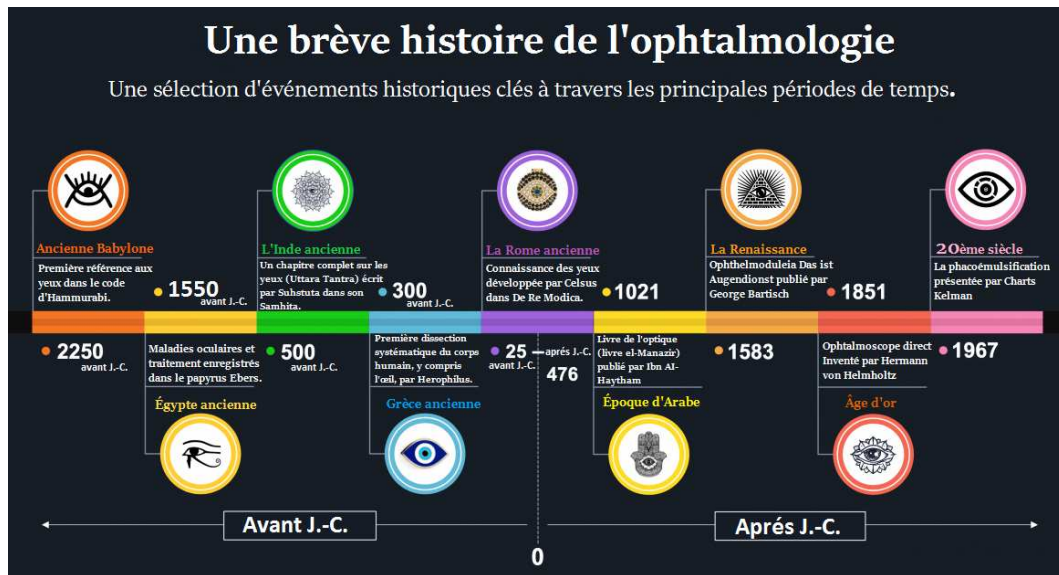 Une brève histoire de l'ophtalmologie
Une sélection d'événements historiques clés à travers les principales périodes de temps.
Ancienne Babylone
Première référence aux
yeux dans le code
d'Hammurabi.
2250
avant J.-C.
1550
avant J.-C.
Maladies oculaires et
traitement enregistrés
dans le papyrus Ebers.
Égypte ancienne
L'Inde ancienne
Un chapitre complet sur les
yeux (Uttara Tantra) écrit
par Suhstuta dans son
Samhita.
500
avant J.-C.
300
avant J.-C.
Première dissection
systématique du corps
humain, y compris
l'œil, par Herophilus.
Grèce ancienne
La Rome ancienne
Connaissance des yeux
développée par Celsus
dans De Re Modica.
25
avant J.-C.
aprés J.-C.
476
1021
Livre de l'optique
(livre el-Manazir)
publié par Ibn AI-
Haytham
Époque d'Arabe
La Renaissance
Ophthelmoduleia Das ist
Augendionst publié par
George Bartisch
1583
1851
Ophtalmoscope direct
Inventé par Hermann
von Helmholtz
Âge d'or
20ème siècle
La phacoémulsification
présentée par Charts
Kelman
1967
Avant J.-C.
Aprés J.-C.
0